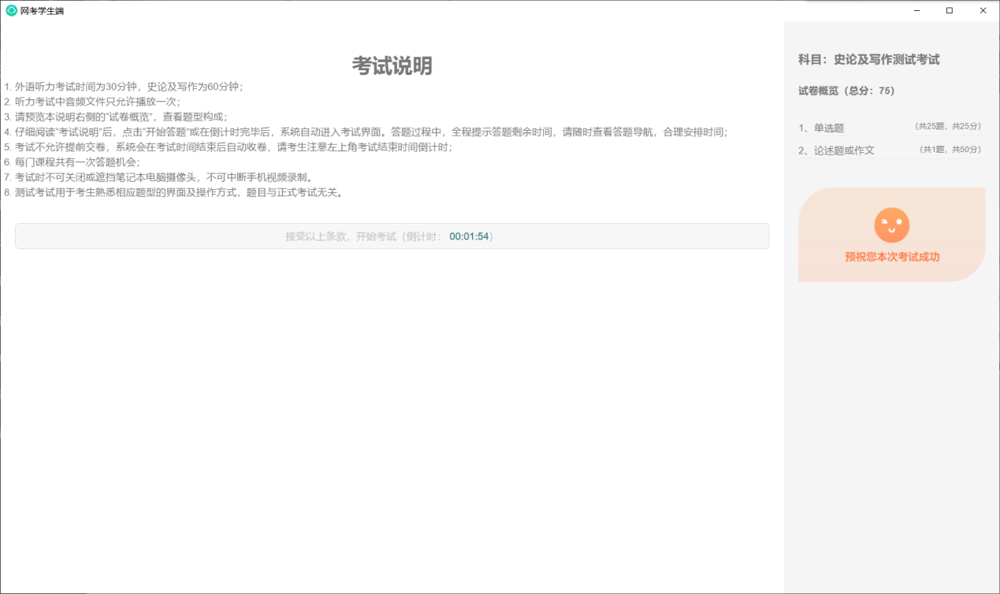 网考学生端
考试说明
1. 外语听力考试时间为30分钟，史论及写作为60分钟；
2. 听力考试中音频文件只允许播放一次；
3. 请预览本说明右侧的“试卷概览”，查看题型构成；
4. 仔细阅读“考试说明”后，点击“开始答题”或在倒计时完毕后，系统自动进入考试界面。答题过程中，全程提示答题剩余时间，请随时查看答题导航，合理安排时间；
5. 考试不允许提前交卷，系统会在考试时间结束后自动收卷，请考生注意左上角考试结束时间倒计时；
6. 每门课程共有一次答题机会；
7. 考试时不可关闭或遮挡笔记本电脑摄像头，不可中断手机视频录制。
8. 测试考试用于考生熟悉相应题型的界面及操作方式，题目与正式考试无关。
接受以上条款，开始考试（倒计时： 00:01:54）
科目：史论及写作测试考试
试卷概览（总分：75）
1、单选题 （共25题，共25分）
2、论述题或作文 （共1题，共50分）
预祝您本次考试成功